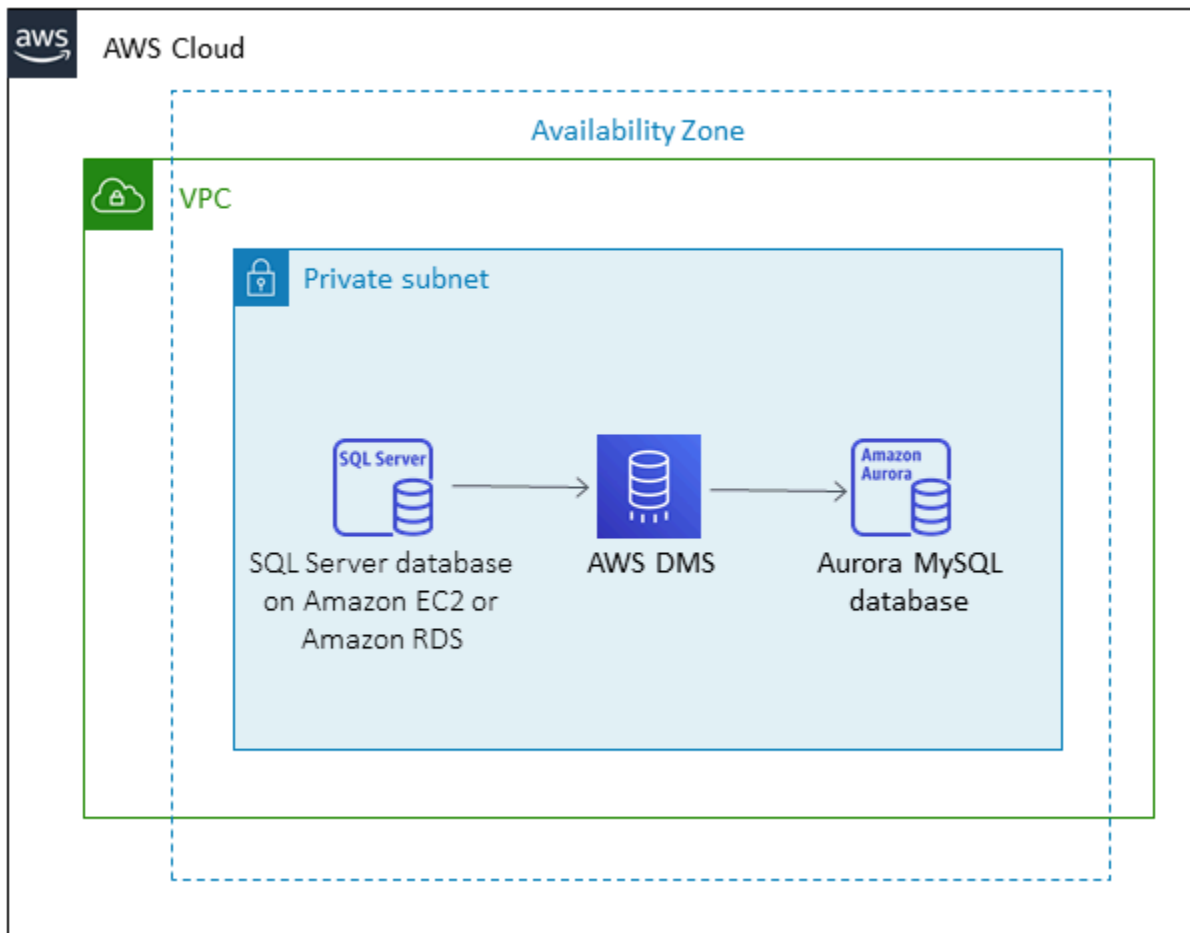 aws
AWS Cloud
Availability Zone
VPC
Private subnet
SQL Server
Amazon
Aurora
SQL Server database
on Amazon EC2 or
Amazon RDS
AWS DMS
Aurora MySQL
database